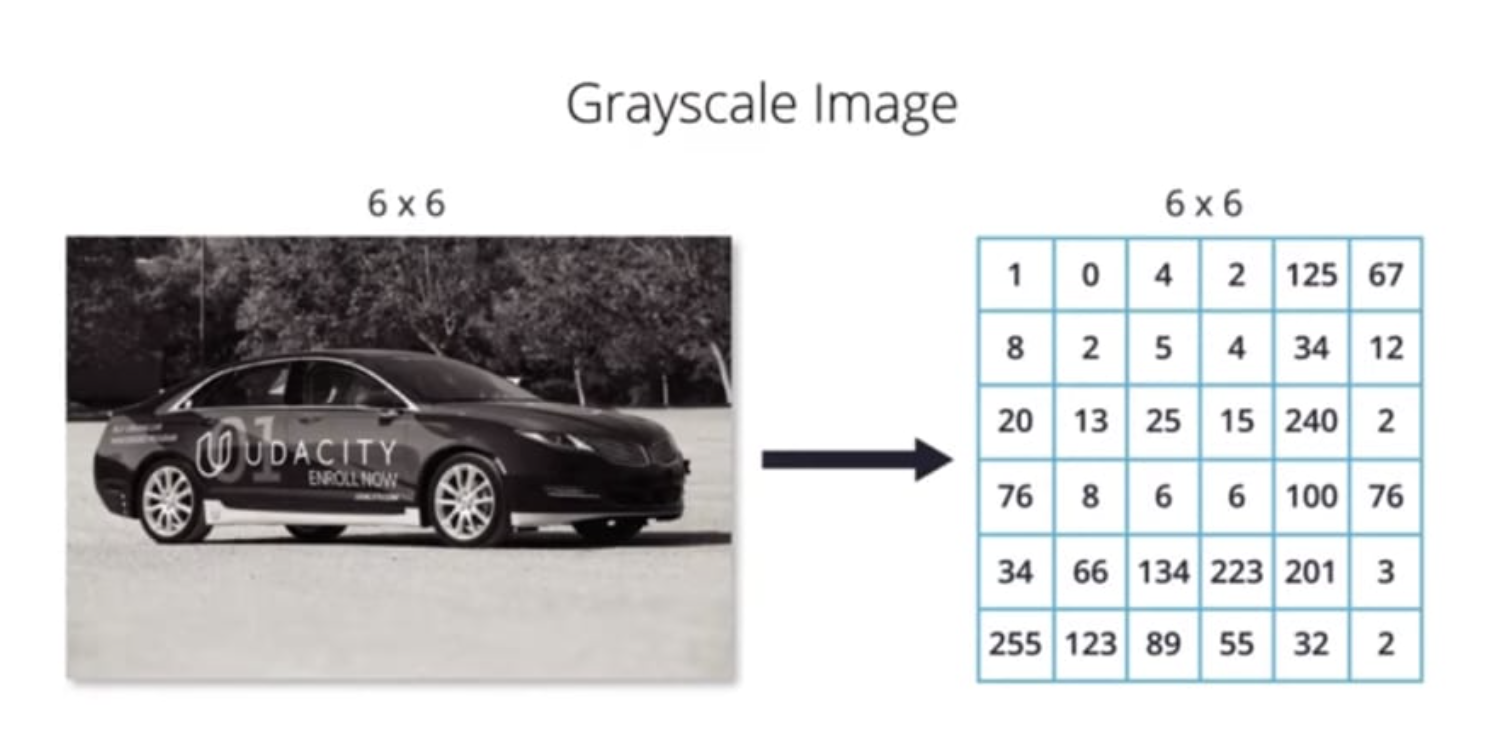 Grayscale Image
6 x 6
6 x 6
UDACITY
ENROLL NOW
1 0 4 2 125 67
8 2 5 4 34 12
20 13 25 15 240 2
76 8 6 6 100 76
34 66 134 223 201 3
255 123 89 55 32 2